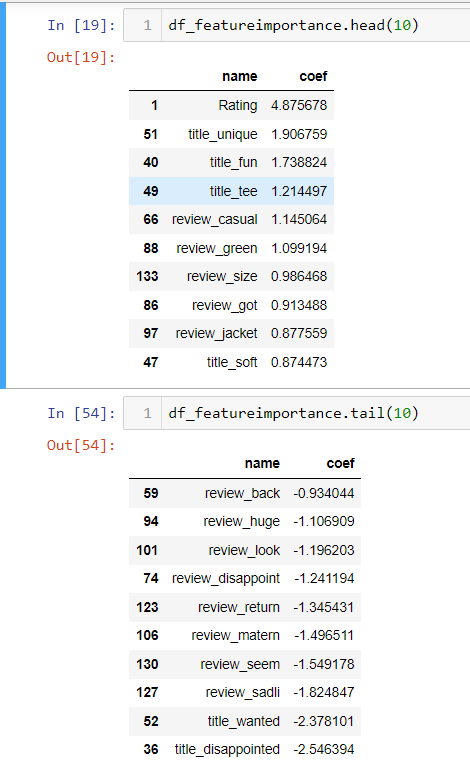 In [19]: 1 df_featureimportance.head(10)
Out[19]:
name coef
1 Rating 4.875678
51 title_unique 1.906759
40 title_fun 1.738824
49 title_tee 1.214497
66 review_casual 1.145064
88 review_green 1.099194
133 review_size 0.986468
86 review_got 0.913488
97 review_jacket 0.877559
47 title_soft 0.874473
In [54]: 1 df_featureimportance.tail(10)
Out[54]:
name coef
59 review_back -0.934044
94 review_huge -1.106909
101 review_look -1.196203
74 review_disappoint -1.241194
123 review_return -1.345431
106 review_matern -1.496511
130 review_seem -1.549178
127 review_sadli -1.824847
52 title_wanted -2.378101
36 title_disappointed -2.546394